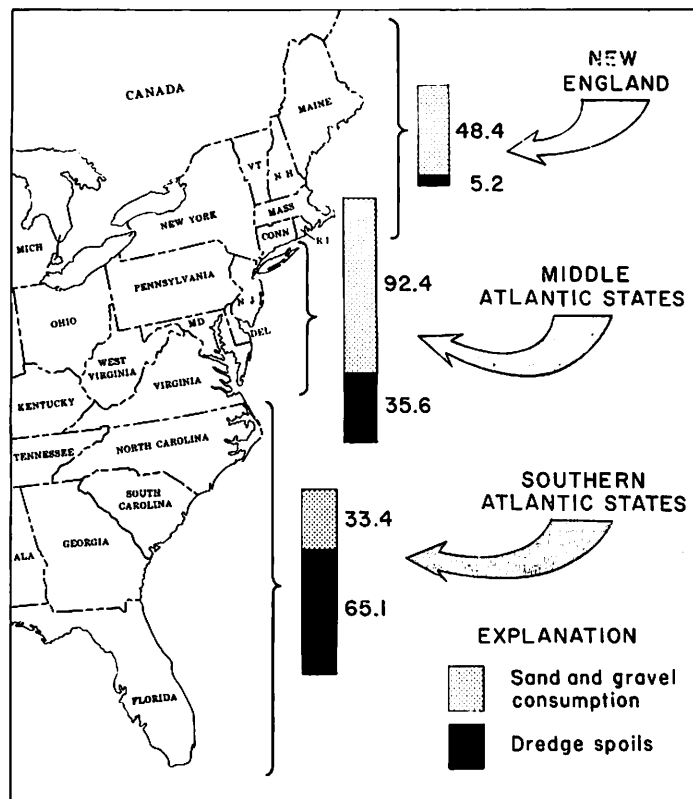 CANADA
MAINE
VT
N H
MASS
CONN
R I
NEW YORK
MICH
PENNSYLVANIA
N J
OHIO
MD
DEL
WEST
VIRGINIA
VIRGINIA
KENTUCKY
TENNESSEE
NORTH CAROLINA
SOUTH
CAROLINA
ALA
GEORGIA
FLORIDA
NEW
ENGLAND
48.4
5.2
MIDDLE
ATLANTIC STATES
92.4
35.6
SOUTHERN
ATLANTIC STATES
33.4
65.1
EXPLANATION
Sand and gravel
consumption
Dredge spoils